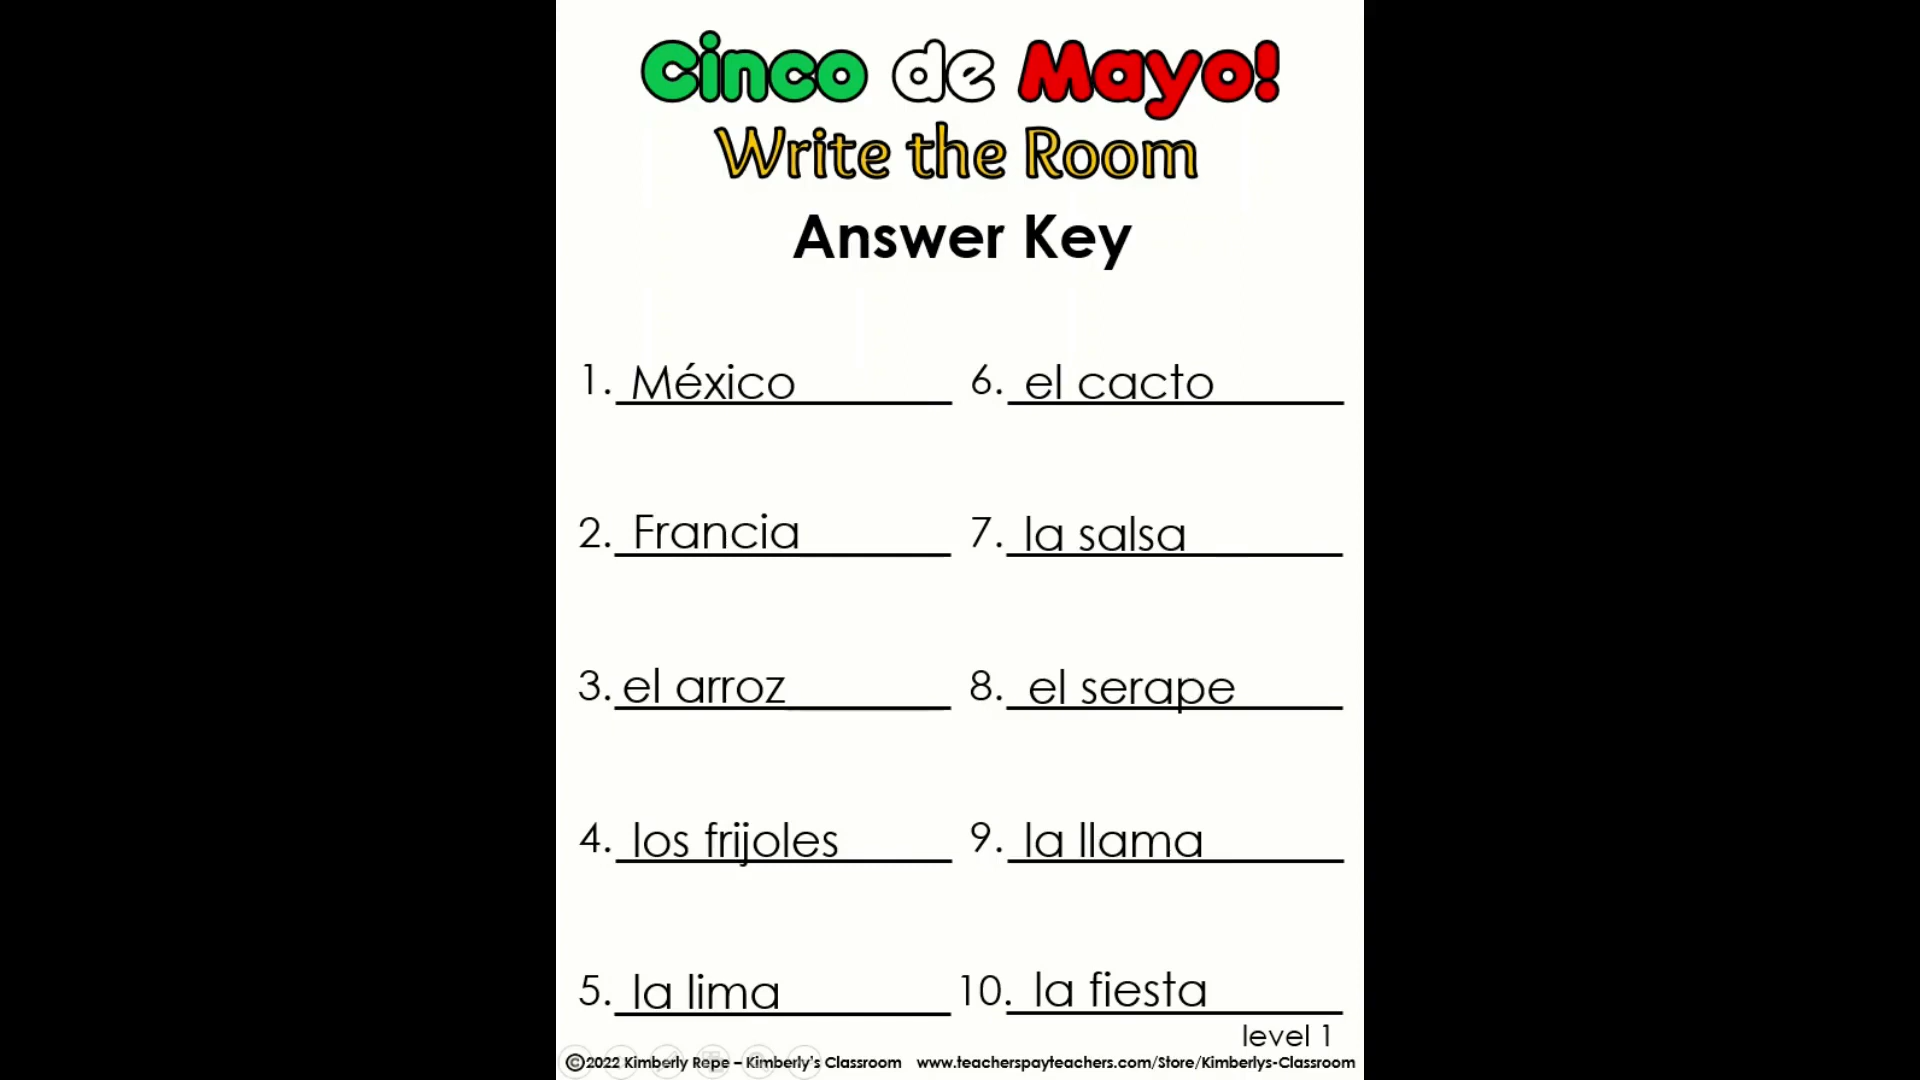 Cinco de Mayo!
Write the Room
Answer Key
1. México
2. Francia
3. el arroz
4. los frijoles
5. la lima
6. el cacto
7. la salsa
8. el serape
9. la llama
10. la fiesta
level 1
©2022 Kimberly Repe – Kimberly's Classroom www.teacherspayteachers.com/Store/Kimberlys-Classroom